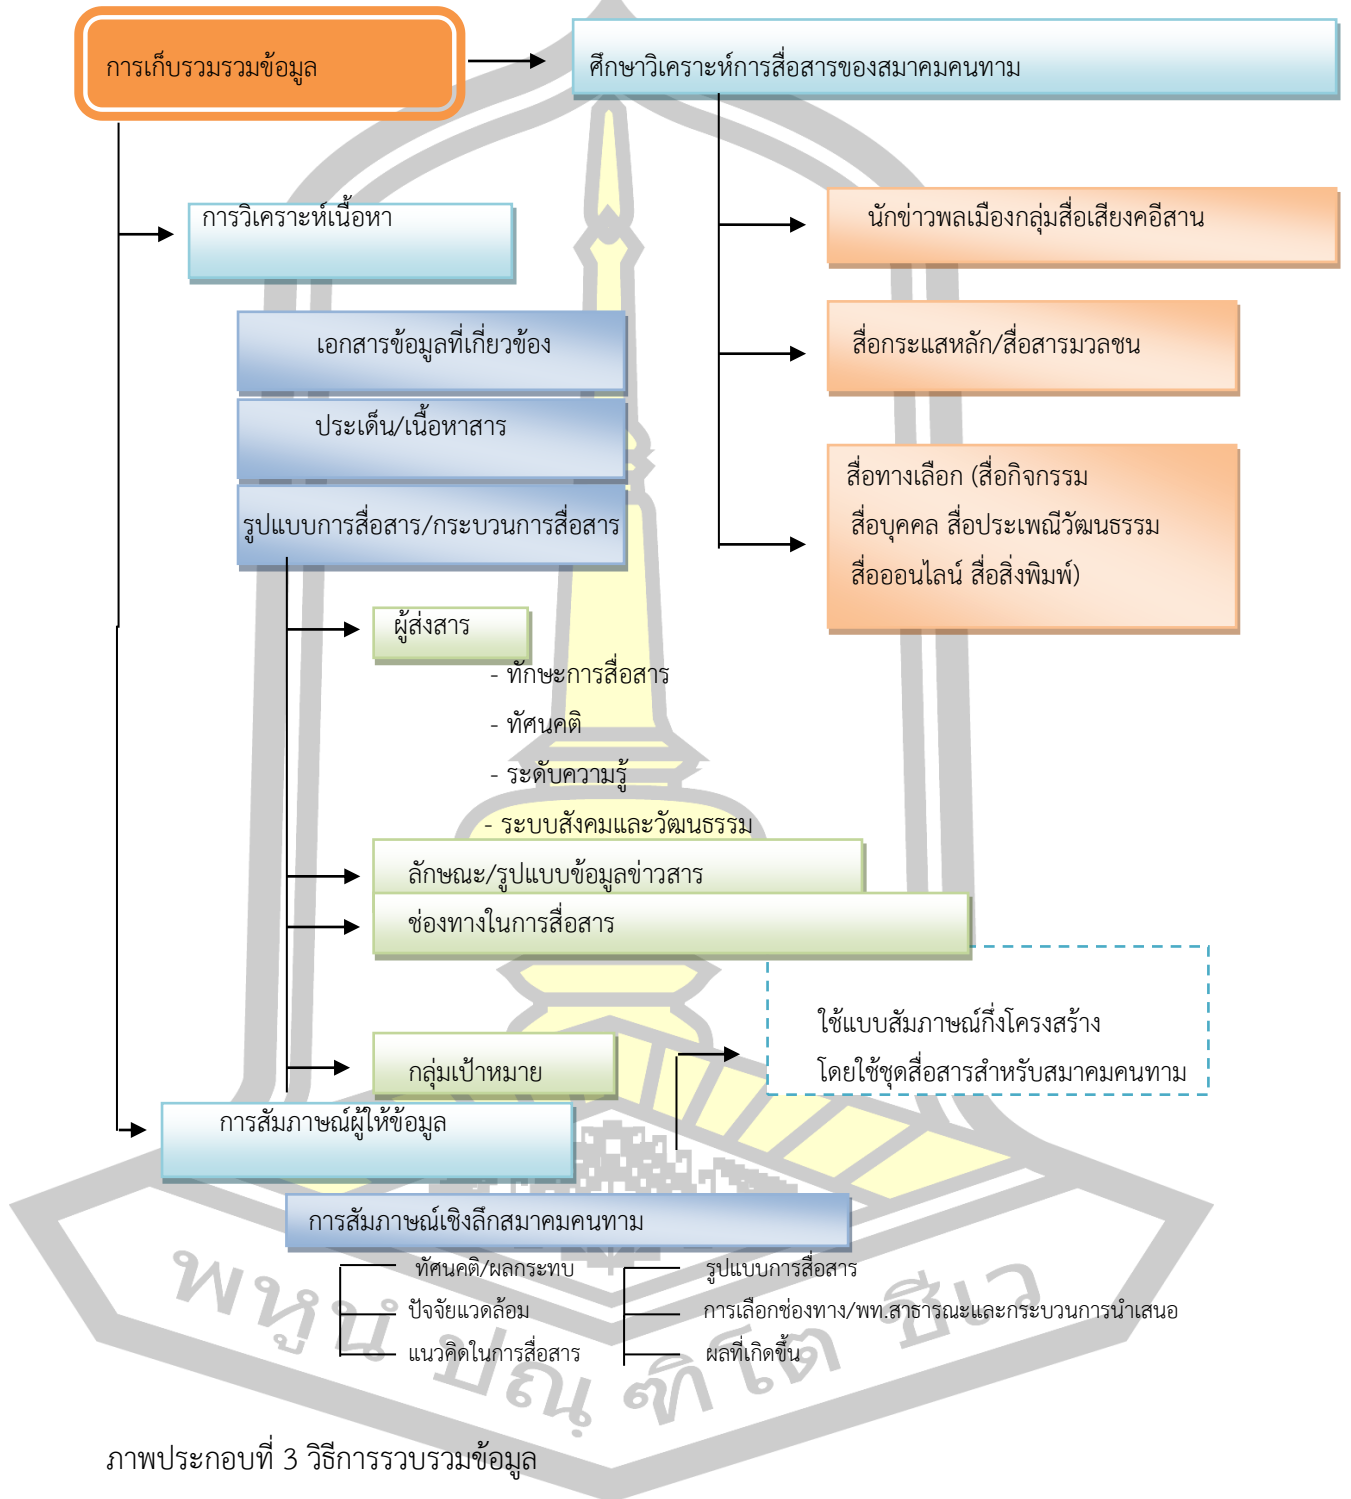 การเก็บรวมรวมข้อมูล
ศึกษาวิเคราะห์การสื่อสารของสมาคมคนทาม
การวิเคราะห์เนื้อหา
นักข่าวพลเมืองกลุ่มสื่อเสียงคอีสาน
เอกสารข้อมูลที่เกี่ยวข้อง
สื่อกระแสหลัก/สื่อสารมวลชน
ประเด็น/เนื้อหาสาร
รูปแบบการสื่อสาร/กระบวนการสื่อสาร
สื่อทางเลือก (สื่อกิจกรรม
สื่อบุคคล สื่อประเพณีวัฒนธรรม
สื่อออนไลน์ สื่อสิ่งพิมพ์)
ผู้ส่งสาร
- ทักษะการสื่อสาร
- ทัศนคติ
- ระดับความรู้
- ระบบสังคมและวัฒนธรรม
ลักษณะ/รูปแบบข้อมูลข่าวสาร
ช่องทางในการสื่อสาร
กลุ่มเป้าหมาย
ใช้แบบสัมภาษณ์กึ่งโครงสร้าง
โดยใช้ชุดสื่อสารสำหรับสมาคมคนทาม
การสัมภาษณ์ผู้ให้ข้อมูล
การสัมภาษณ์เชิงลึกสมาคมคนทาม
ทัศนคติ/ผลกระทบ
ปัจจัยแวดล้อม
แนวคิดในการสื่อสาร
รูปแบบการสื่อสาร
การเลือกช่องทาง/พท.สาธารณะและกระบวนการนำเสนอ
ผลที่เกิดขึ้น
พหูนํ ปณฺฑิโต ชีเว
ภาพประกอบที่ 3 วิธีการรวบรวมข้อมูล